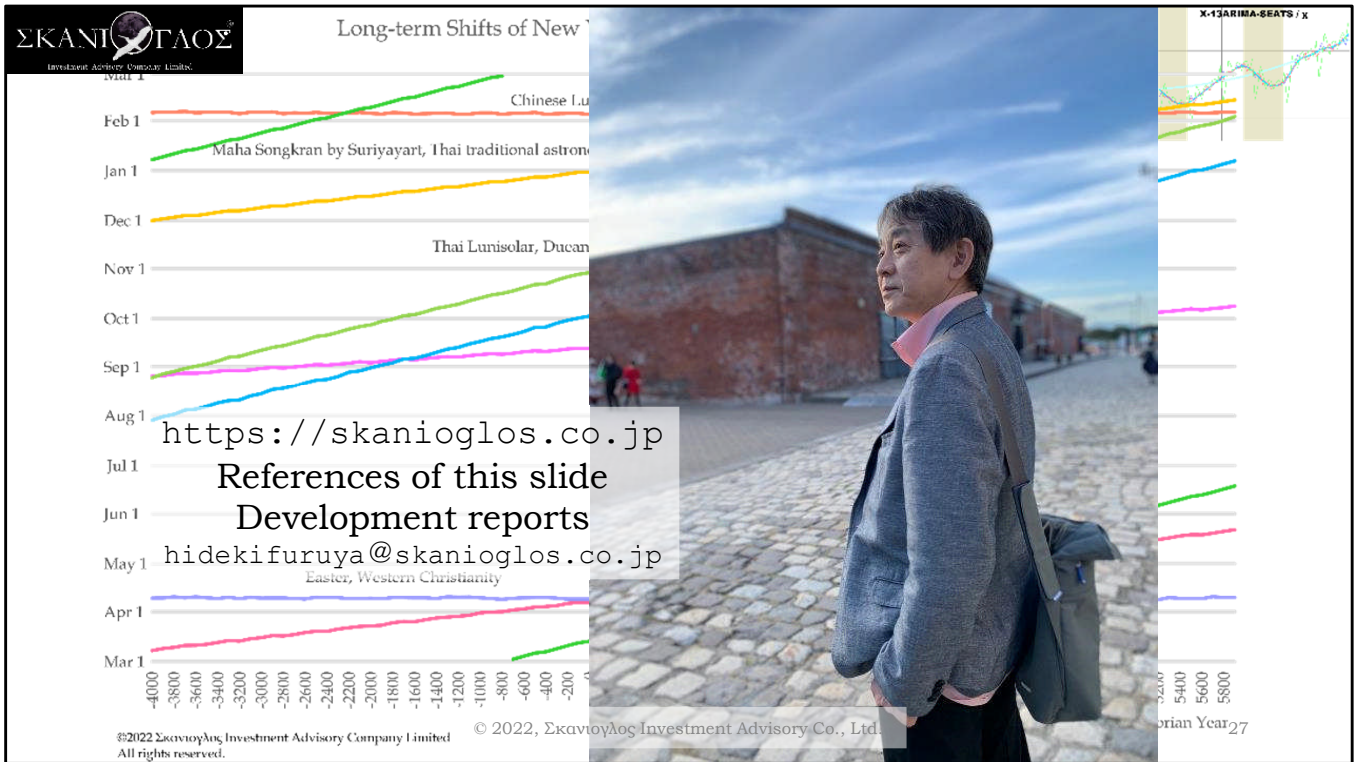 ΣΚΑΝΙΟΓΛΟΣ
Investment Advisory Company Limited
Long-term Shifts of New
X-13ARIMA-SEATS / x
Mar 1
Chinese Lu
Feb 1
Maha Songkran by Suriyayart, Thai traditional astron
Jan 1
Dec 1
Thai Lunisolar, Ducan
Nov 1
Oct 1
Sep 1
Aug 1
https://skanioglos.co.jp
Jul 1
References of this slide
Jun 1
Development reports
May 1
hidekifuruya@skanioglos.co.jp
Easter, Western Christianity
Apr 1
Mar 1
-4000 -3800 -3600 -3400 -3200 -3000 -2800 -2600 -2400 -2200 -2000 -1800 -1600 -1400 -1200 -1000 -800 -600 -400 -200 5200 5400 5600 5800
orian Year
27
© 2022, Σκανιογλος Investment Advisory Co., Ltd.
©2022 Σκανιογλος Investment Advisory Company Limited
All rights reserved.